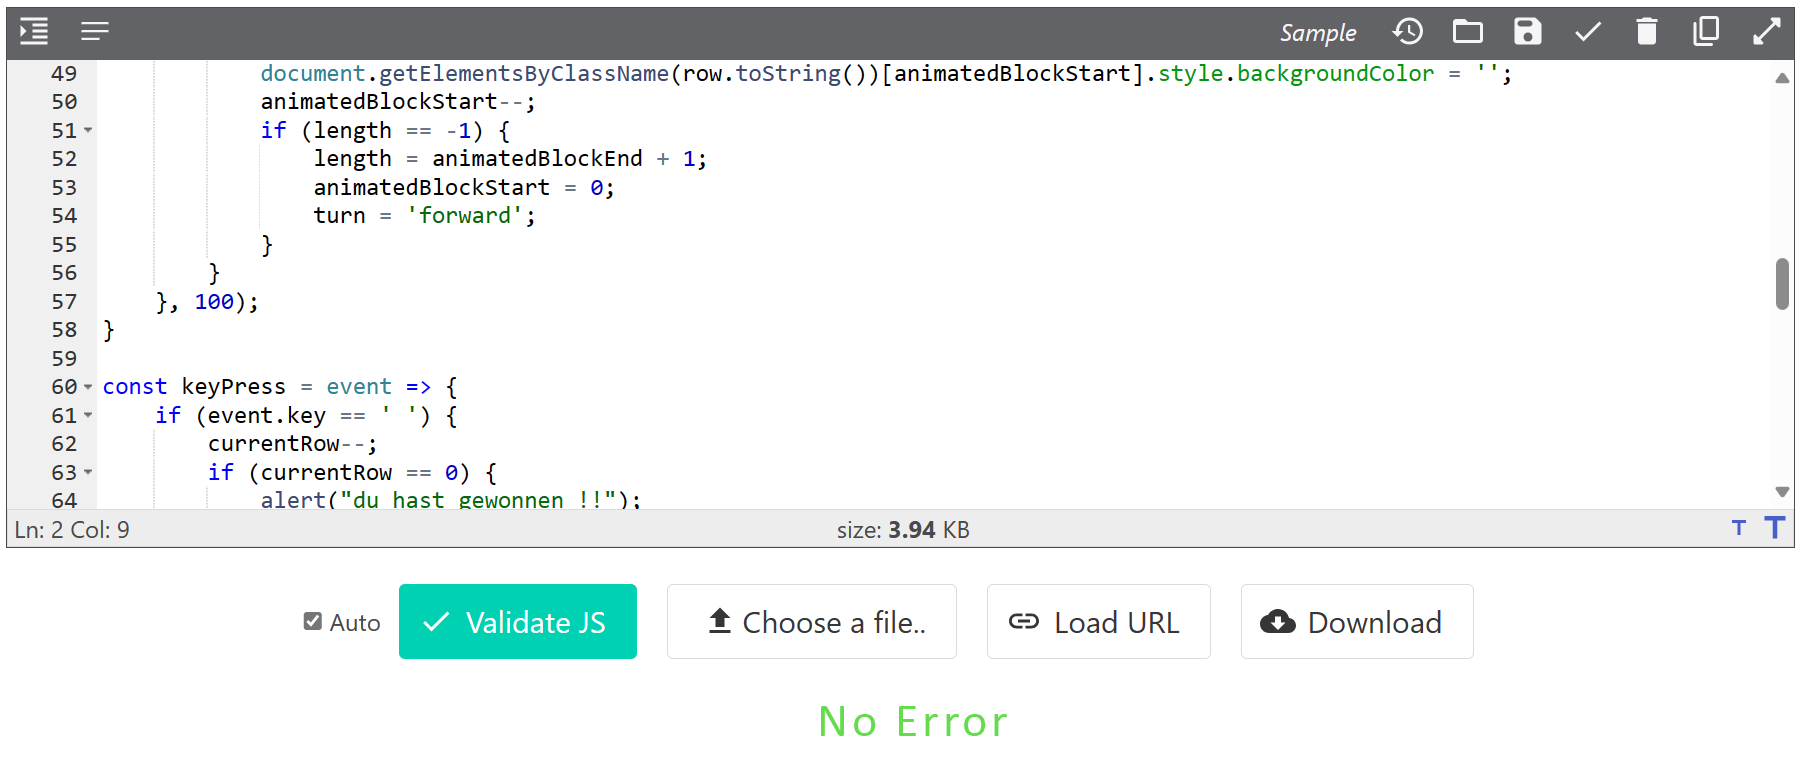 Sample
49 document.getElementsByClassName(row.toString())[animatedBlockStart].style.backgroundColor = '';
50 animatedBlockStart--;
51 if (length == -1) {
52 length = animatedBlockEnd + 1;
53 animatedBlockStart = 0;
54 turn = 'forward';
55 }
56 }
57 }, 100);
58 }
59
60 const keyPress = event => {
61 if (event.key == ' ') {
62 currentRow--;
63 if (currentRow == 0) {
64 alert("du hast gewonnen !!");
Ln: 2 Col: 9 size: 3.94 KB T T
Auto Validate JS Choose a file.. Load URL Download
No Error